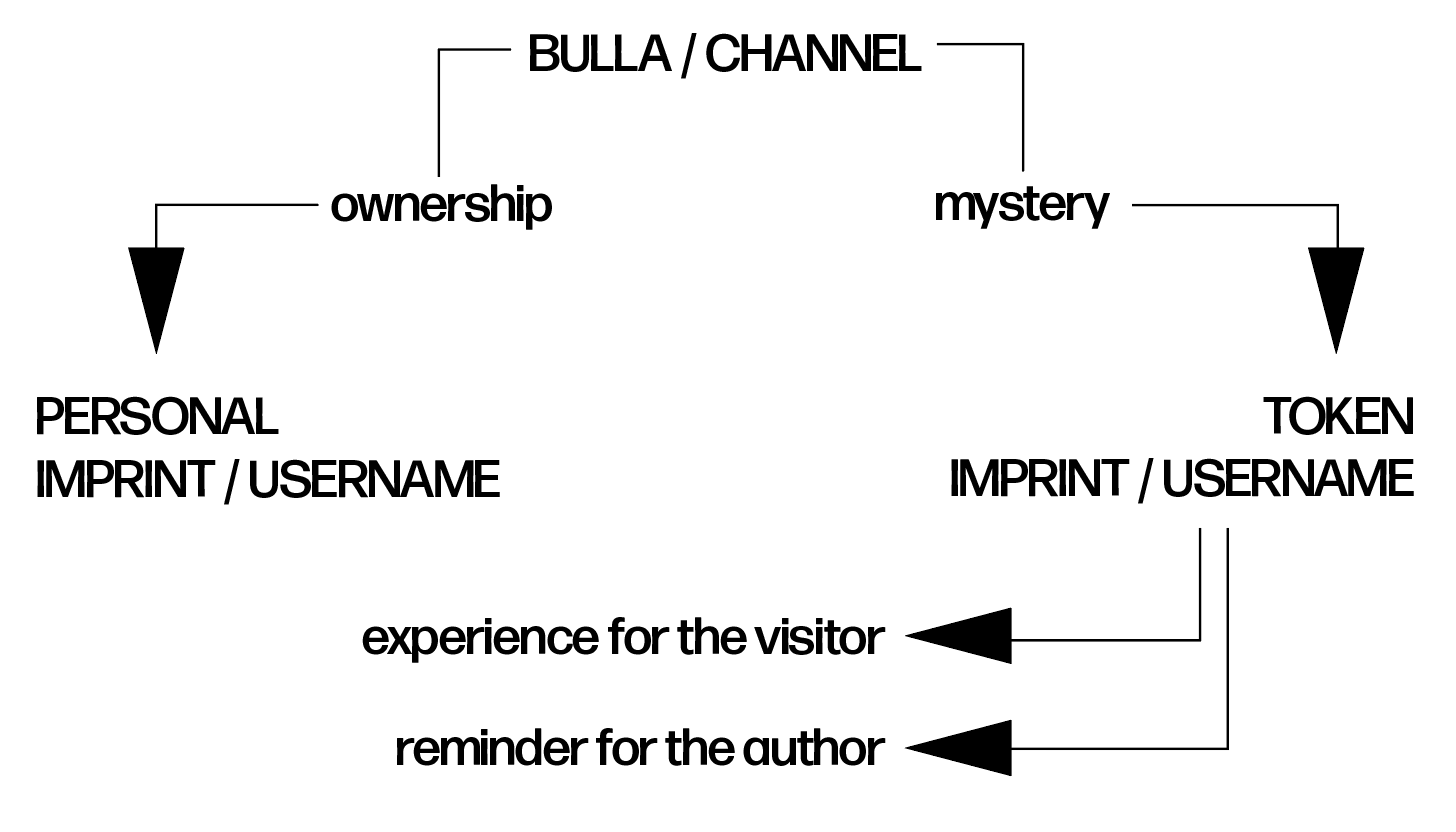 BULLA / CHANNEL
ownership
mystery
PERSONAL
IMPRINT / USERNAME
TOKEN
IMPRINT / USERNAME
experience for the visitor
reminder for the author